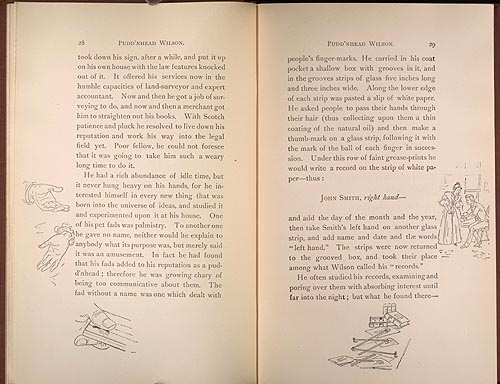 28 PUDD'NHEAD WILSON.
took down his sign, after a while, and put it up
on his own house with the law features knocked
out of it. It offered his services now in the
humble capacities of land-surveyor and expert
accountant. Now and then he got a job of sur-
veying to do, and now and then a merchant got
him to straighten out his books. With Scotch
patience and pluck he resolved to live down his
reputation and work his way into the legal
field yet. Poor fellow, he could not foresee
that it was going to take him such a weary
long time to do it.
He had a rich abundance of idle time, but
it never hung heavy on his hands, for he in-
terested himself in every new thing that was
born into the universe of ideas, and studied it
and experimented upon it at his house. One
of his pet fads was palmistry. To another one
he gave no name, neither would he explain to
anybody what its purpose was, but merely said
it was an amusement. In fact he had found
that his fads added to his reputation as a pud-
d'nhead; therefore he was growing chary of
being too communicative about them. The
fad without a name was one which dealt with
PUDD'NHEAD WILSON. 29
people's finger-marks. He carried in his coat
pocket a shallow box with grooves in it, and
in the grooves strips of glass five inches long
and three inches wide. Along the lower edge
of each strip was pasted a slip of white paper.
He asked people to pass their hands through
their hair (thus collecting upon them a thin
coating of the natural oil) and then make a
thumb-mark on a glass strip, following it with
the mark of the ball of each finger in succes-
sion. Under this row of faint grease-prints he
would write a record on the strip of white pa-
per—thus:
JOHN SMITH, right hand—
and add the day of the month and the year,
then take Smith's left hand on another glass
strip, and add name and date and the words
"left hand." The strips were now returned
to the grooved box, and took their place
among what Wilson called his "records."
He often studied his records, examining and
poring over them with absorbing interest until
far into the night; but what he found there—